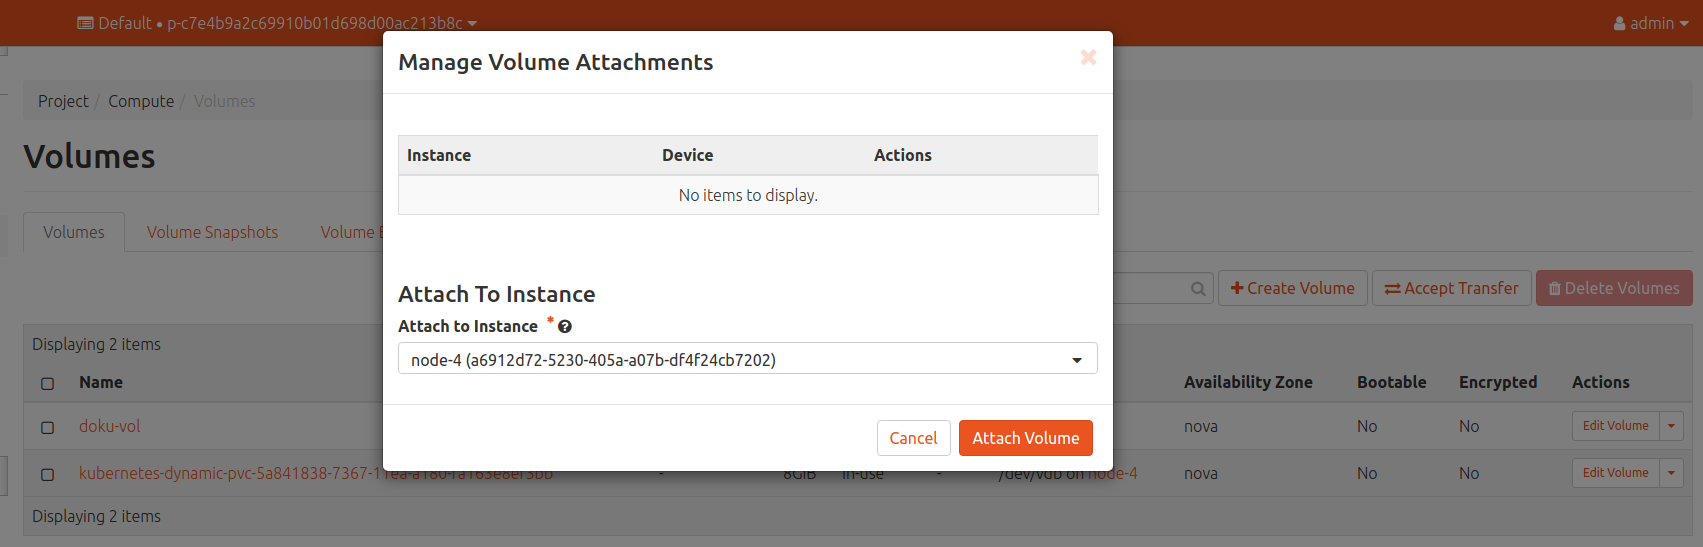 Default • p-c7e4b9a2c69910b01d698d00ac213b8c
admin
Project / Compute / Volumes
Volumes
Volumes Volume Snapshots Volume
Manage Volume Attachments
Instance Device Actions
No items to display.
Attach To Instance
Attach to Instance *
node-4 (a6912d72-5230-405a-a07b-df4f24cb7202)
Cancel Attach Volume
Create Volume Accept Transfer Delete Volumes
Displaying 2 items
Name Availability Zone Bootable Encrypted Actions
doku-vol nova No No Edit Volume
kubernetes-dynamic-pvc-5a841838-7367-11ea-a180-fa163e8ef3bb - 8GiB In-use - /dev/vdb on node-4 nova No No Edit Volume
Displaying 2 items